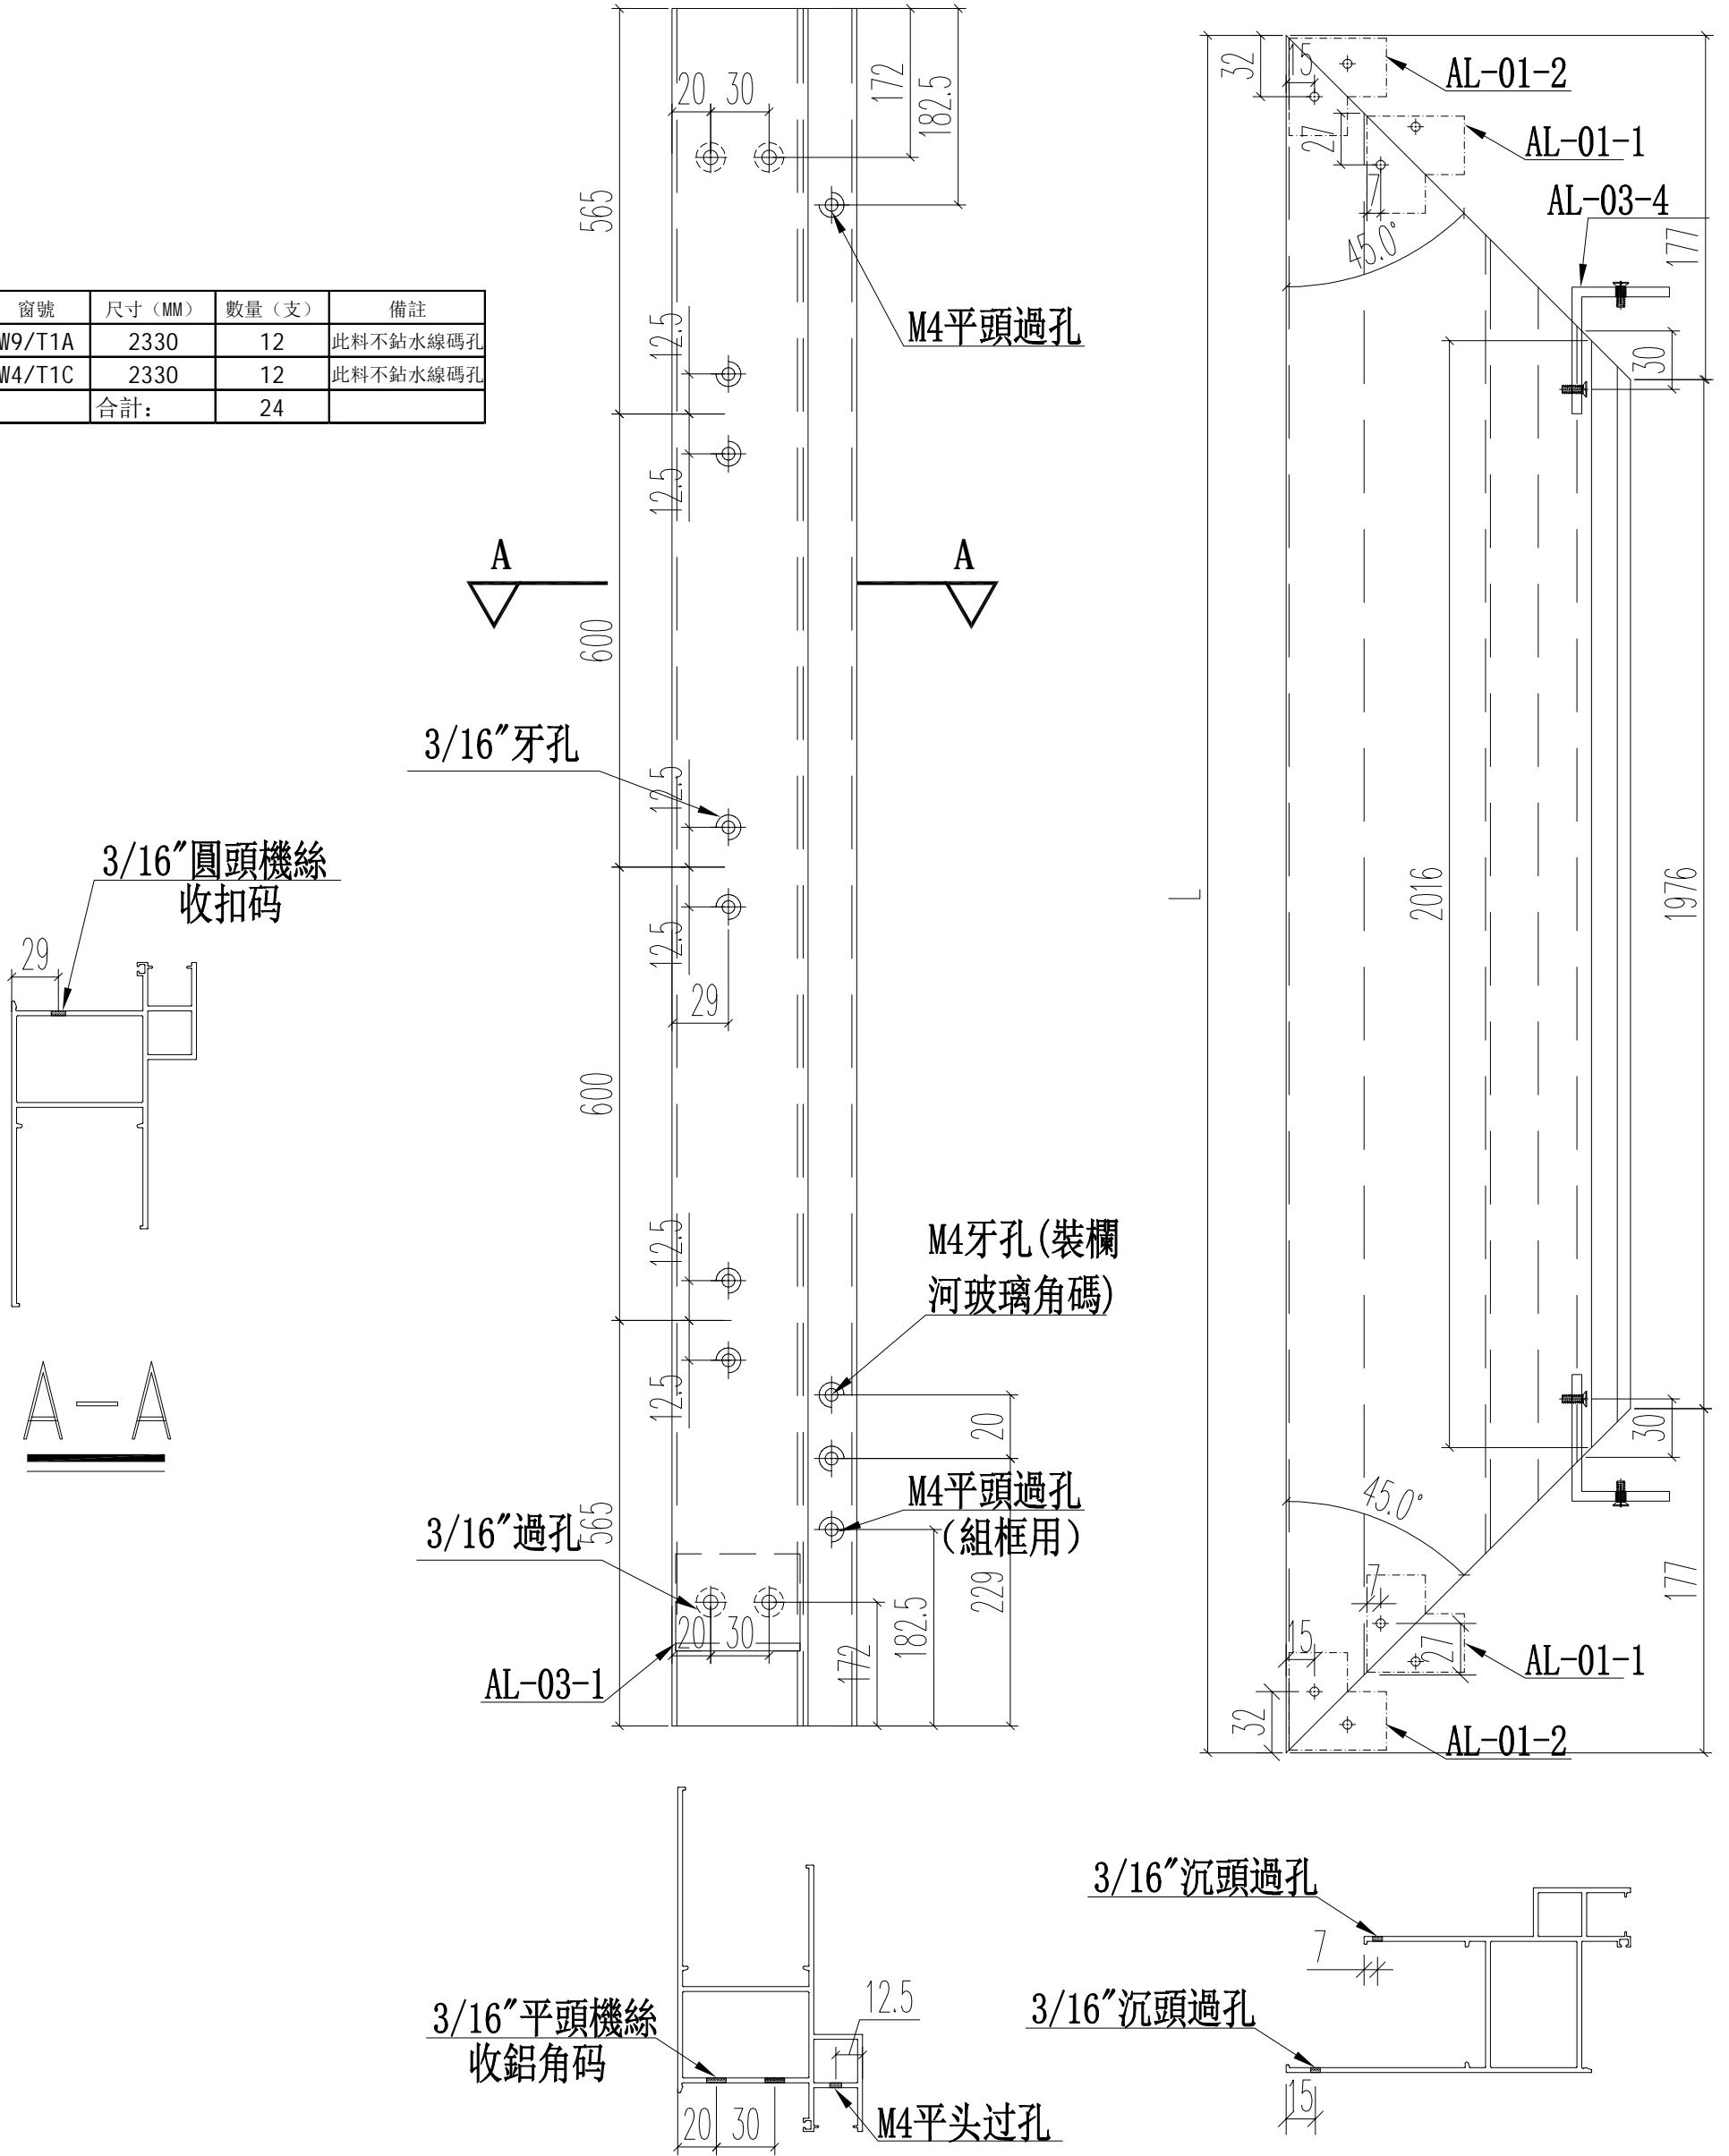 窗號 尺寸（MM） 數量（支） 備註
W9/T1A 2330 12 此料不鉆水線碼孔
W4/T1C 2330 12 此料不鉆水線碼孔
合計： 24
565
600
600
565
20 30
172
182.5
M4平頭過孔
12.5
12.5
A A
3/16"牙孔
12.5
12.5
29
12.5
12.5
M4牙孔(裝欄
河玻璃角碼)
20
M4平頭過孔
（組框用）
229
182.5
172
3/16"過孔
20 30
AL-03-1
3/16"圓頭機絲
收扣码
29
A-A
32
15
AL-01-2
27
AL-01-1
7
45.0°
AL-03-4
177
30
L
2016
1976
30
45.0°
177
7
15
27
AL-01-1
32
AL-01-2
3/16"平頭機絲
收鋁角码
12.5
20 30
M4平头过孔
3/16"沉頭過孔
7
3/16"沉頭過孔
15